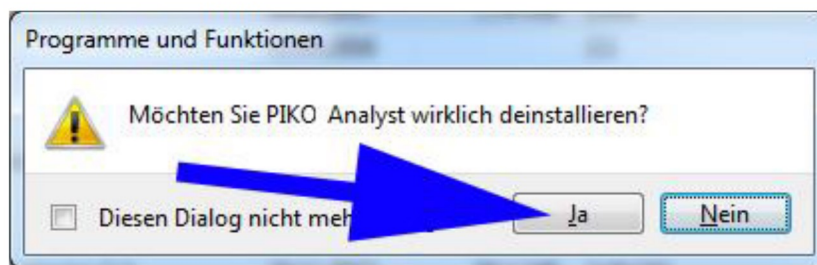 Programme und Funktionen
Möchten Sie PIKO Analyst wirklich deinstallieren?
Diesen Dialog nicht
Ja
Nein